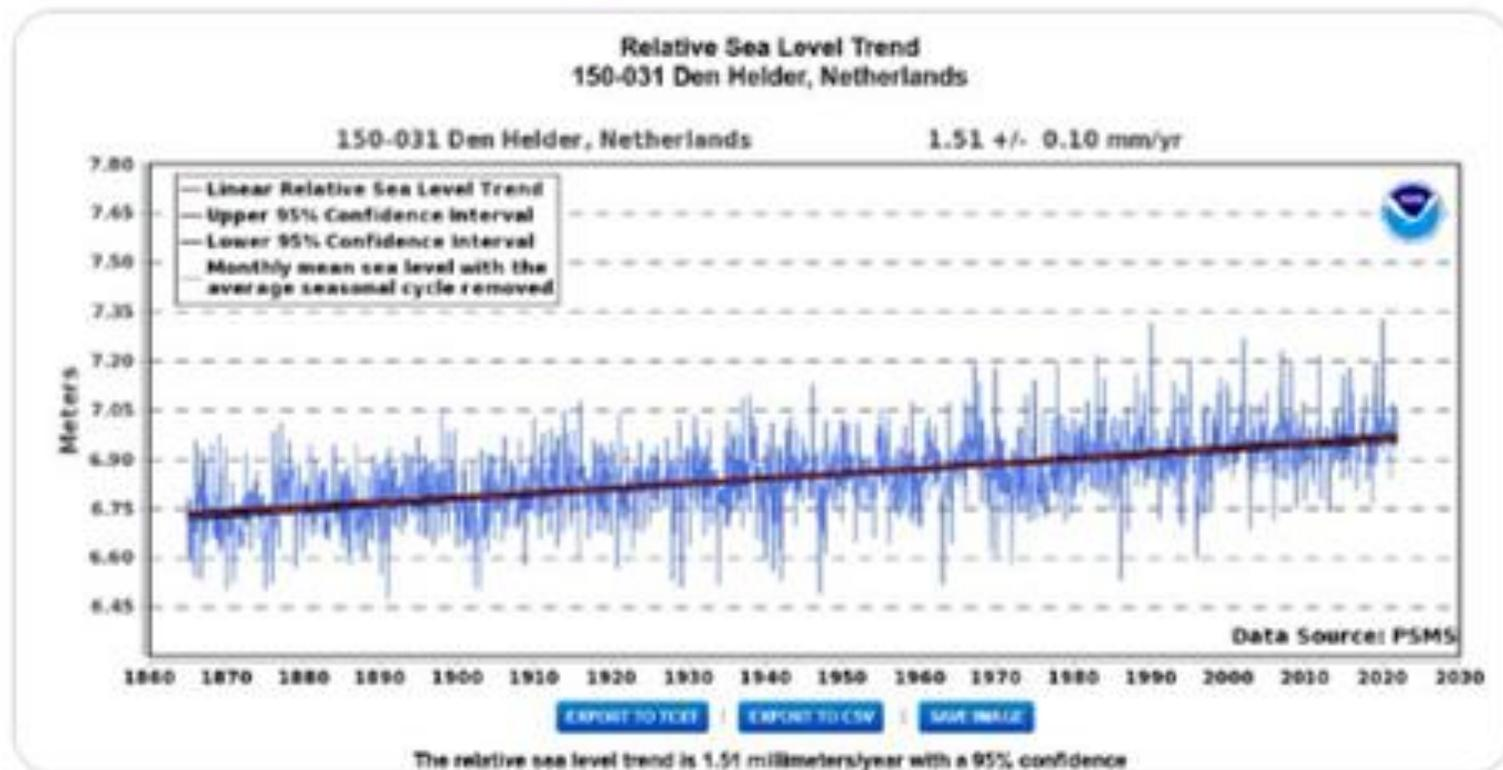 Relative Sea Level Trend
150-031 Den Helder, Netherlands
150-031 Den Helder, Netherlands 1.51 +/- 0.10 mm/yr
Linear Relative Sea Level Trend
Upper 95% Confidence Interval
Lower 95% Confidence Interval
Monthly mean sea level with the
average seasonal cycle removed
Meters
7.80
7.65
7.50
7.35
7.20
7.05
6.90
6.75
6.60
6.45
Data Source: PSMS
1860 1870 1880 1890 1900 1910 1920 1930 1940 1950 1960 1970 1980 1990 2000 2010 2020 2030
EXPORT TO TEXT | EXPORT TO CSV | SAVE IMAGE
The relative sea level trend is 1.51 millimeters/year with a 95% confidence